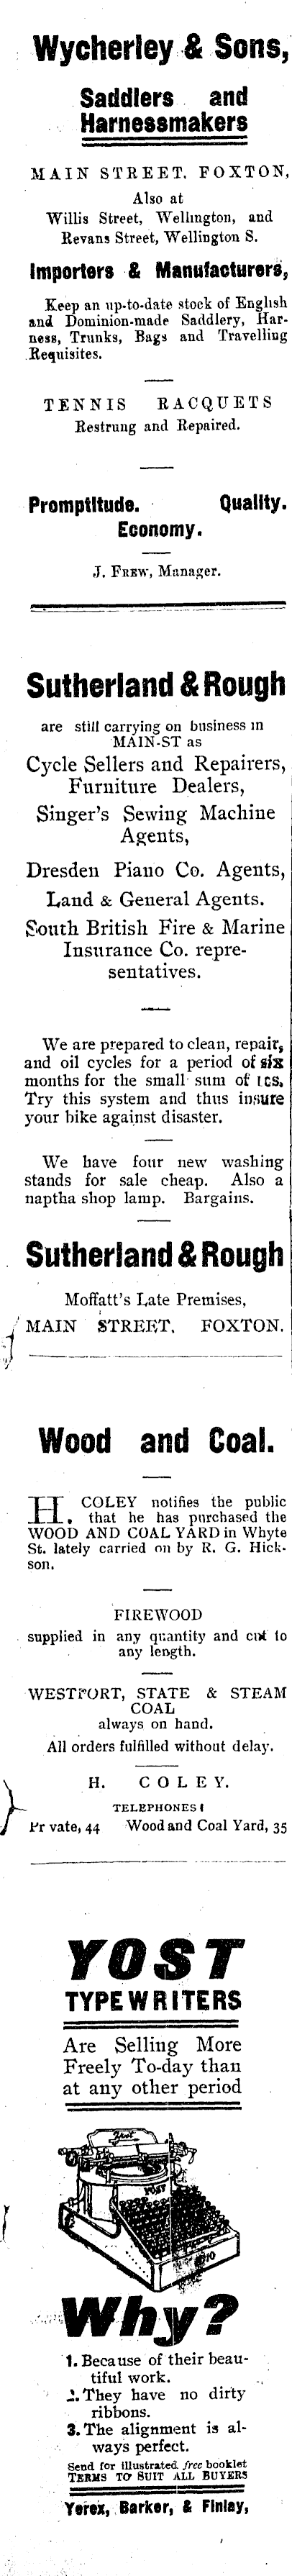 Wycherley & Sons,
Saddlers and
Harnessmakers
MAIN STREET, FOXTON,
Also at
Willis Street, Wellington, and
Revans Street, Wellington S.
Importers & Manufacturers,
Keep an up-to-date stock of English
and Dominion-made Saddlery, Har-
ness, Trunks, Bags and Travelling
Requisites.
TENNIS RACQUETS
Restrung and Repaired.
Promptitude. Quality.
Economy.
J. FREW, Manager.
Sutherland & Rough
are still carrying on business in
MAIN-ST as
Cycle Sellers and Repairers,
Furniture Dealers,
Singer's Sewing Machine
Agents,
Dresden Piano Co. Agents,
Land & General Agents.
South British Fire & Marine
Insurance Co. repre-
sentatives.
We are prepared to clean, repair,
and oil cycles for a period of six
months for the small sum of 10s.
Try this system and thus insure
your bike against disaster.
We have four new washing
stands for sale cheap. Also a
naptha shop lamp. Bargains.
Sutherland & Rough
Moffatt's Late Premises,
MAIN STREET, FOXTON.
Wood and Coal.
H. COLEY notifies the public
that he has purchased the
WOOD AND COAL YARD in Whyte
St. lately carried on by R. G. Hick-
son.
FIREWOOD
supplied in any quantity and cut to
any length.
WESTPORT, STATE & STEAM
COAL
always on hand.
All orders fulfilled without delay.
H. COLEY.
TELEPHONES:
Pr vate, 44 Wood and Coal Yard, 35
YOST
TYPEWRITERS
Are Selling More
Freely To-day than
at any other period
Yost
YOST
Why?
1. Because of their beau-
tiful work.
2. They have no dirty
ribbons.
3. The alignment is al-
ways perfect.
Send for illustrated free booklet
TERMS TO SUIT ALL BUYERS
Yerex, Barker, & Finlay,